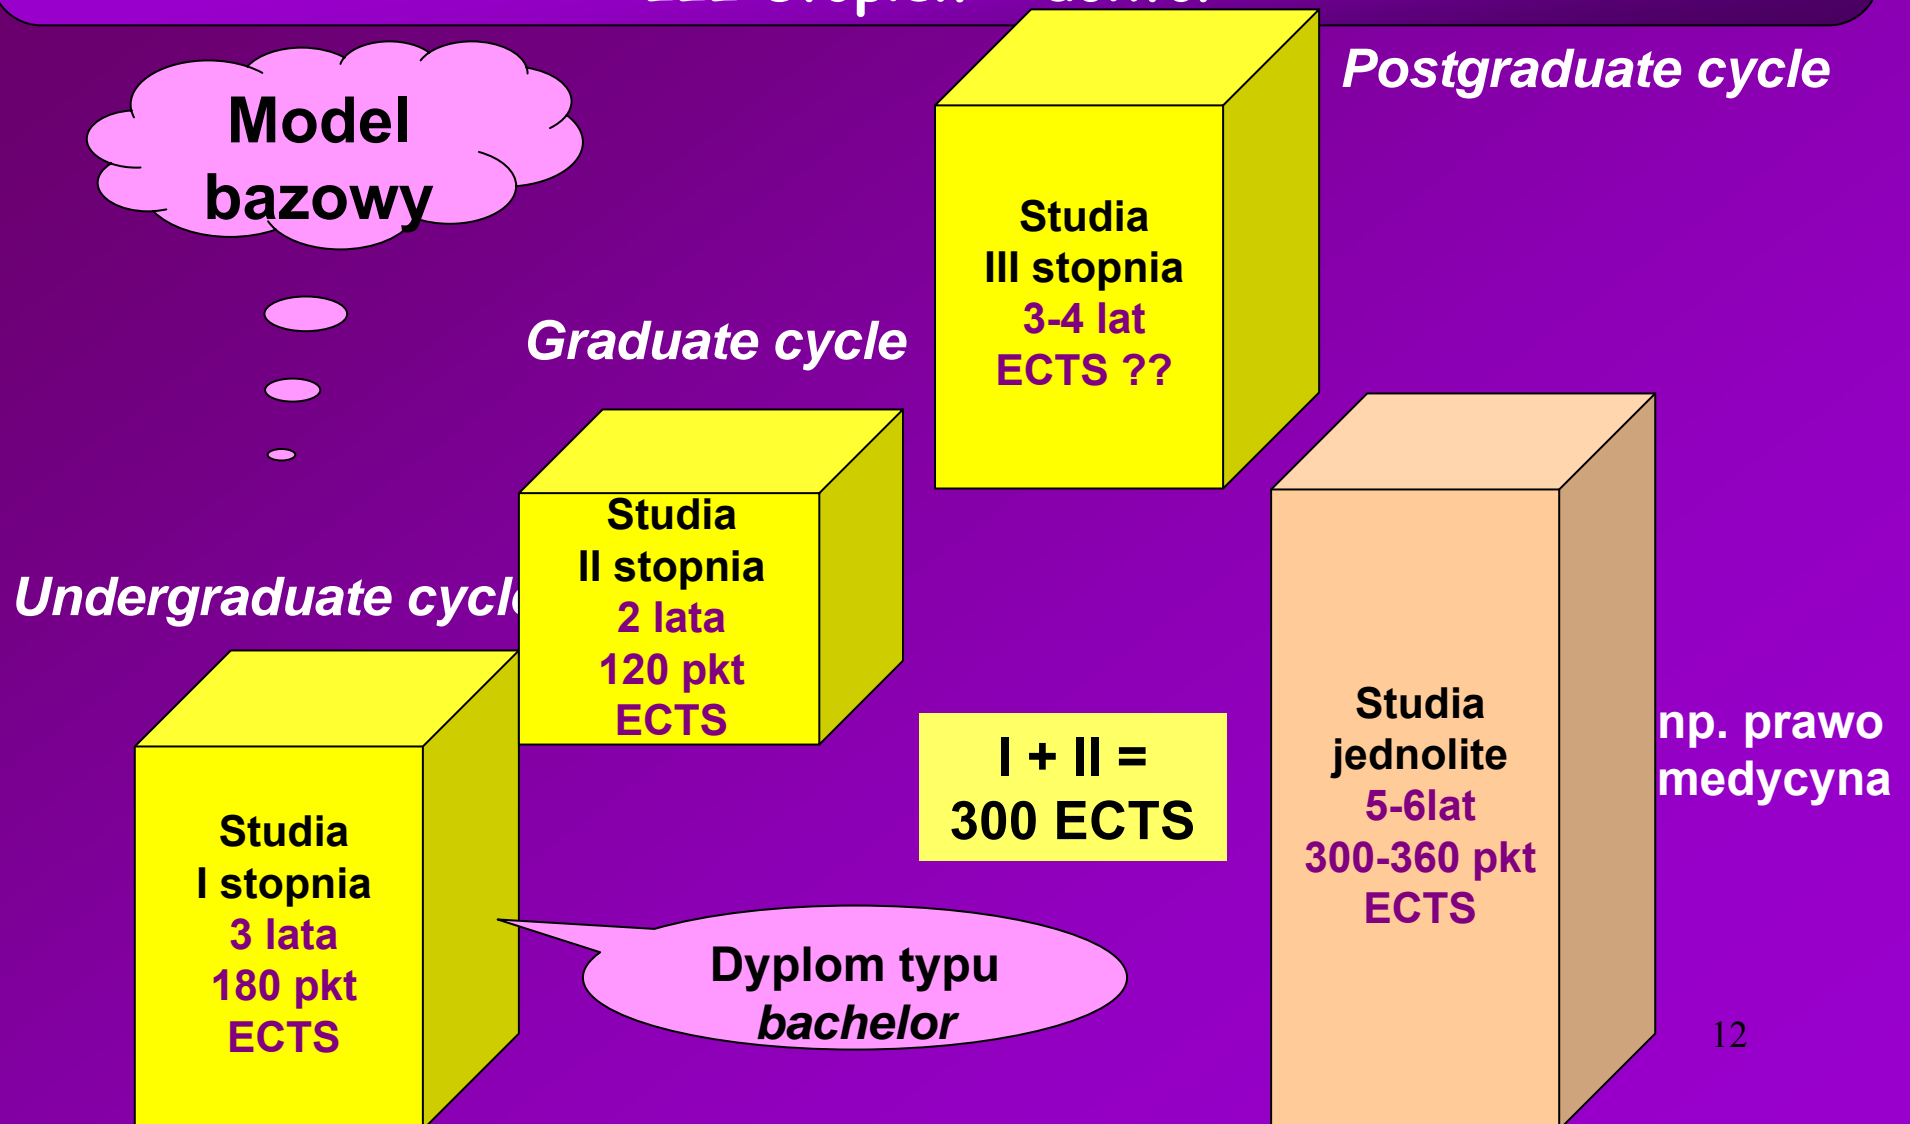 Model
bazowy
Postgraduate cycle
Studia
III stopnia
3-4 lat
ECTS ??
Graduate cycle
Studia
II stopnia
2 lata
120 pkt
ECTS
Undergraduate cycle
Studia
I stopnia
3 lata
180 pkt
ECTS
I + II =
300 ECTS
Studia
jednolite
5-6lat
300-360 pkt
ECTS
np. prawo
medycyna
Dyplom typu
bachelor
12